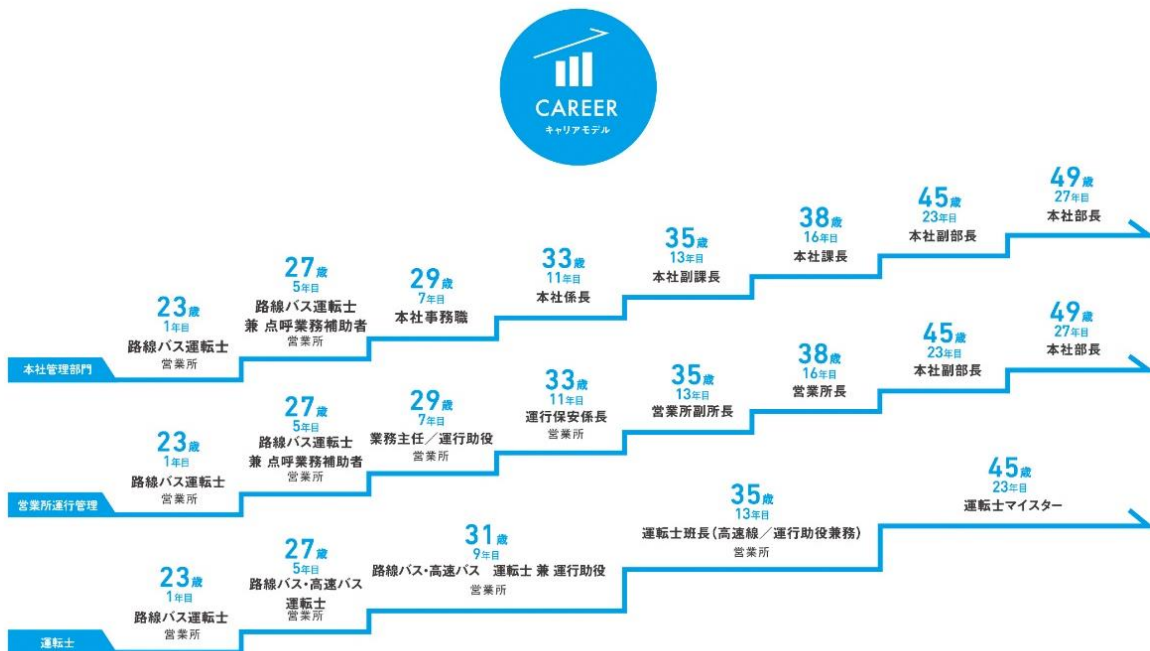 CAREER
キャリアモデル
本社管理部門
23歳
1年目
路線バス運転士
営業所
27歳
5年目
路線バス運転士
兼 点呼業務補助者
営業所
29歳
7年目
本社事務職
33歳
11年目
本社係長
35歳
13年目
本社副課長
38歳
16年目
本社課長
45歳
23年目
本社副部長
49歳
27年目
本社部長
営業所運行管理
23歳
1年目
路線バス運転士
営業所
27歳
5年目
路線バス運転士
兼 点呼業務補助者
営業所
29歳
7年目
業務主任／運行助役
営業所
33歳
11年目
運行保安係長
営業所
35歳
13年目
営業所副所長
38歳
16年目
営業所長
45歳
23年目
本社副部長
49歳
27年目
本社部長
運転士
23歳
1年目
路線バス運転士
営業所
27歳
5年目
路線バス・高速バス
運転士
営業所
31歳
9年目
路線バス・高速バス　運転士 兼 運行助役
営業所
35歳
13年目
運転士班長（高速線／運行助役兼務）
営業所
45歳
23年目
運転士マイスター